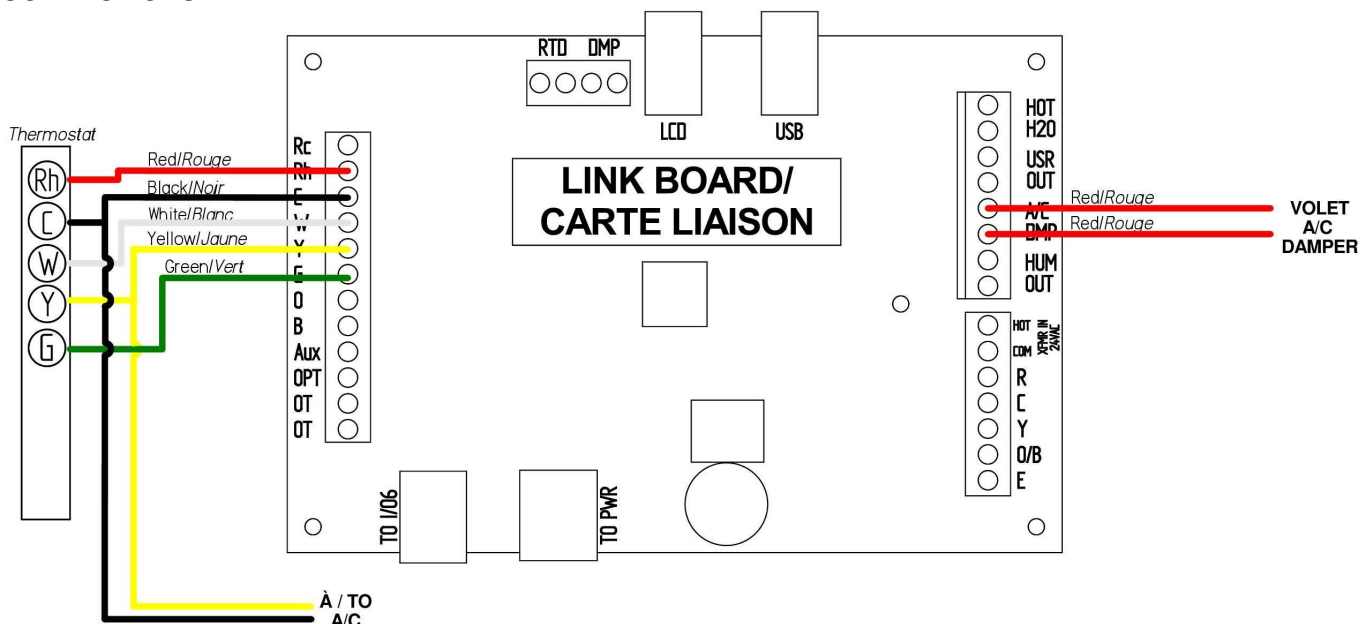 RTD DMP
LCD
USB
Thermostat
Rh
C
W
Y
G
Red/Rouge
Black/Noir
White/Blanc
Yellow/Jaune
Green/Vert
Rc
Rh
C
W
Y
G
O
B
Aux
OPT
OT
OT
LINK BOARD/
CARTE LIAISON
HOT
H2O
USR
OUT
A/C
DMP
HUM
OUT
Red/Rouge
Red/Rouge
VOLET
A/C
DAMPER
HOT
COM
XFMR IN
24VAC
R
C
Y
O/B
E
TO I/O6
TO PWR
À / TO
A/C